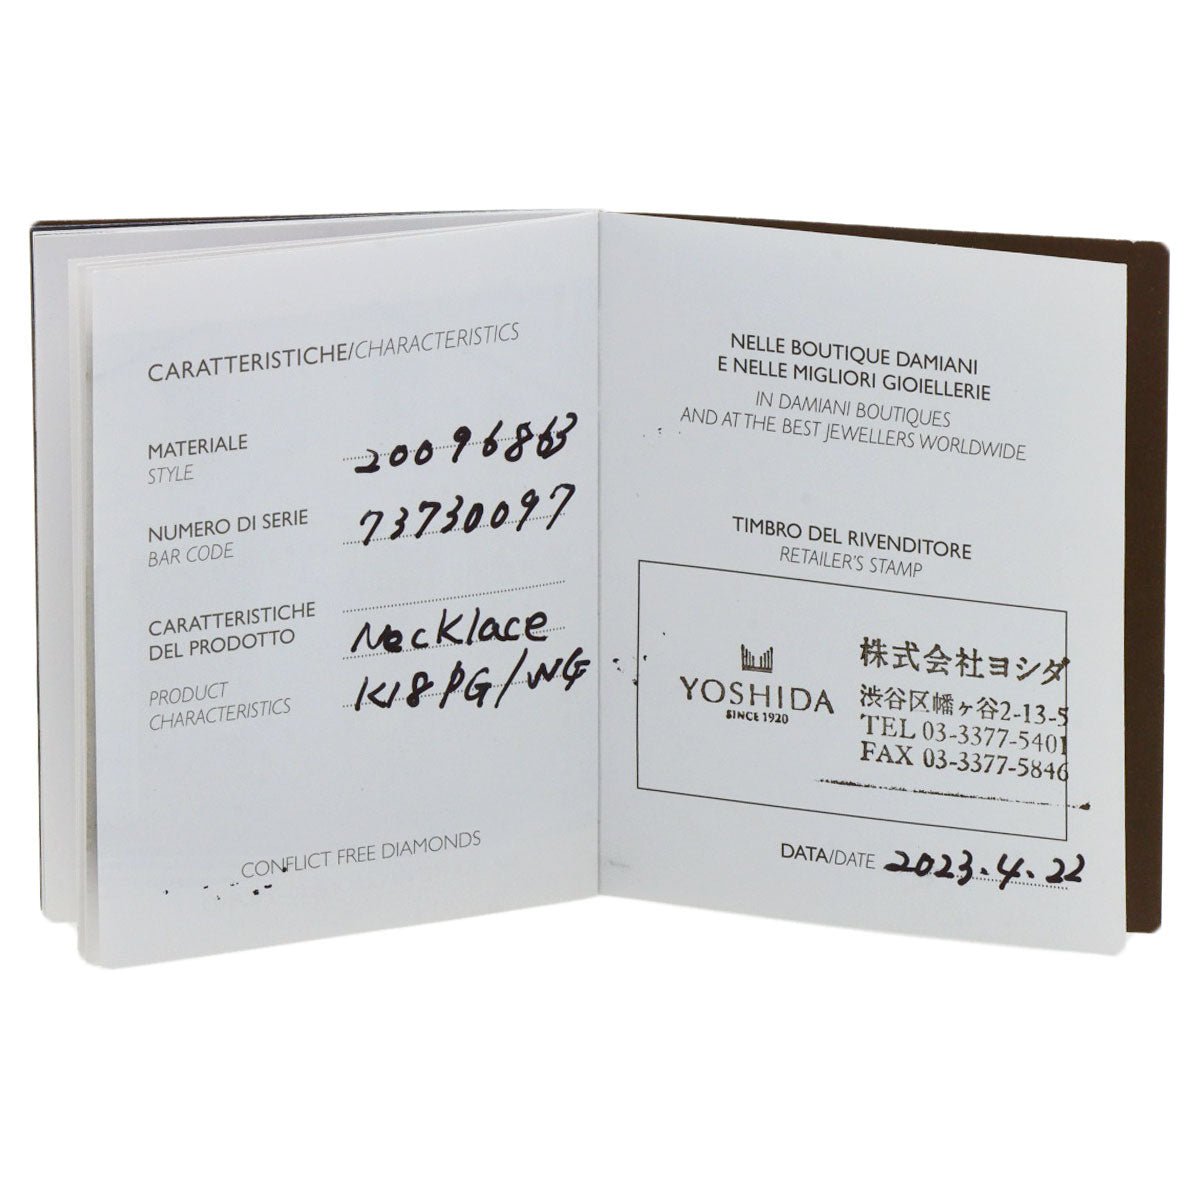 CARATTERISTICHE/CHARACTERISTICS
MATERIALE
STYLE
20096863
NUMERO DI SERIE
BAR CODE
73730097
CARATTERISTICHE
DEL PRODOTTO
PRODUCT
CHARACTERISTICS
Necklace
K18PG/WG
CONFLICT FREE DIAMONDS
NELLE BOUTIQUE DAMIANI
E NELLE MIGLIORI GIOIELLERIE
IN DAMIANI BOUTIQUES
AND AT THE BEST JEWELLERS WORLDWIDE
TIMBRO DEL RIVENDITORE
RETAILER'S STAMP
YOSHIDA
SINCE 1920
株式会社ヨシダ
渋谷区幡ヶ谷2-13-5
TEL 03-3377-5401
FAX 03-3377-5846
DATA/DATE 2023.4.22